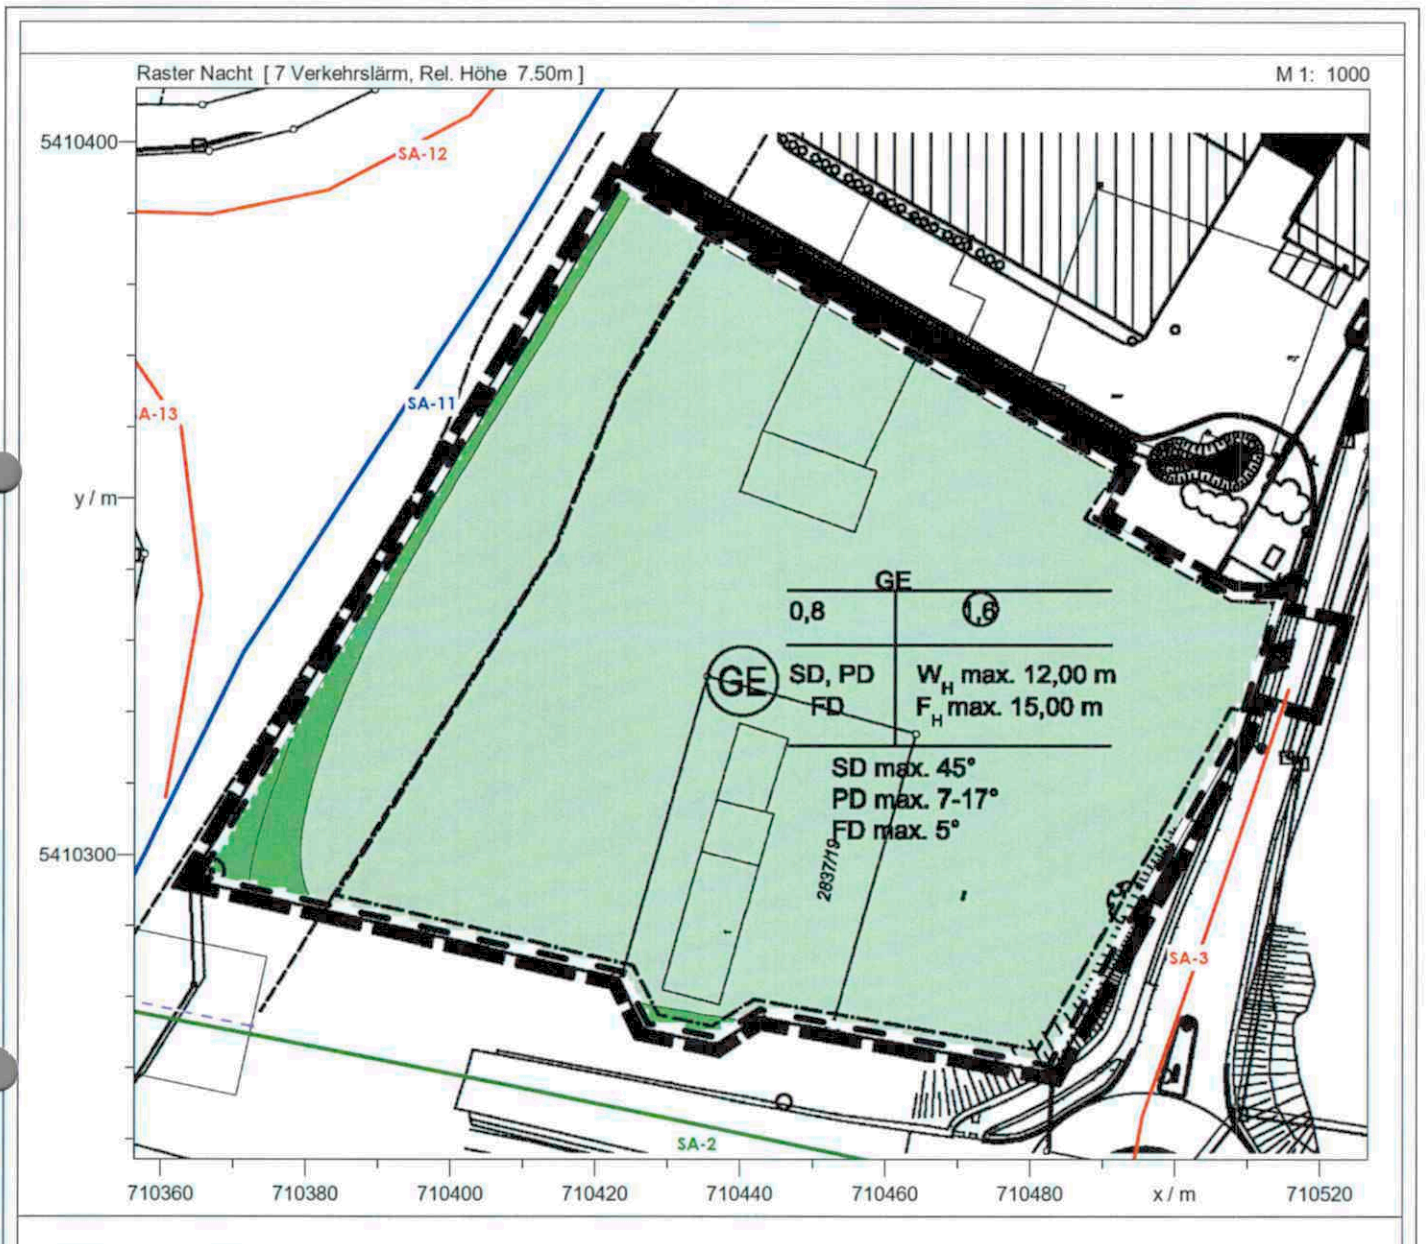 Raster Nacht [ 7 Verkehrslärm, Rel. Höhe 7.50m ]
M 1: 1000
5410400
SA-12
SA-11
A-13
y / m
GE
0,8
1,6
GE
SD, PD
FD
W_H max. 12,00 m
F_H max. 15,00 m
SD max. 45°
PD max. 7-17°
FD max. 5°
5410300
2837/19
SA-3
SA-2
710360
710380
710400
710420
710440
710460
710480
x / m
710520